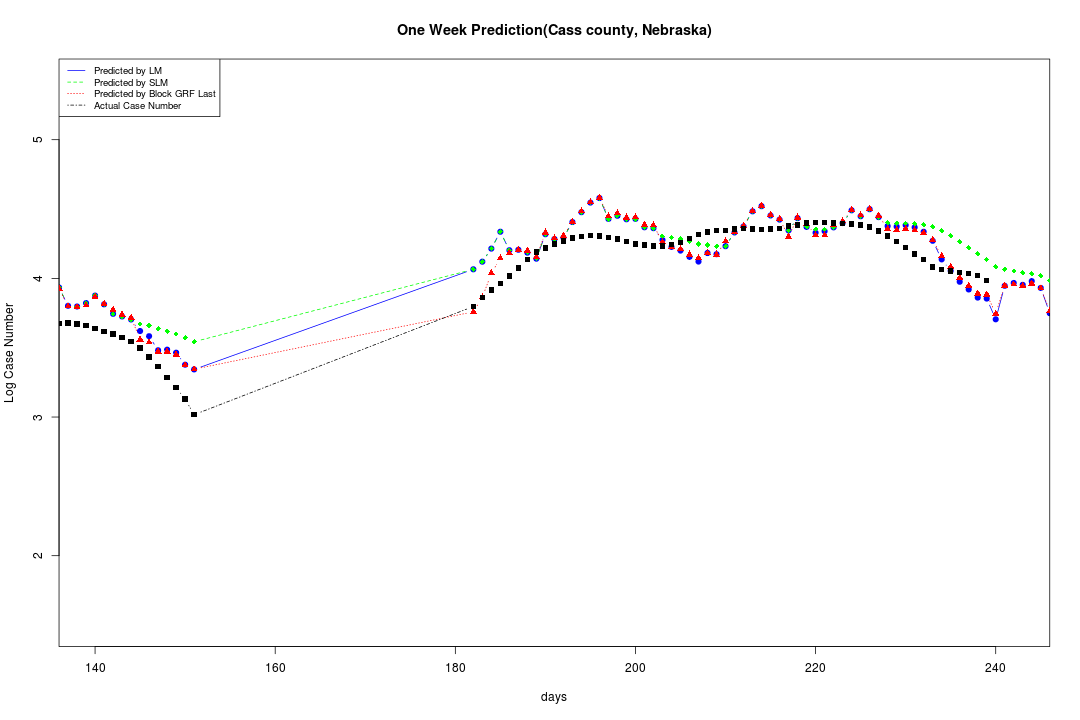 One Week Prediction(Cass county, Nebraska)
Predicted by LM
Predicted by SLM
Predicted by Block GRF Last
Actual Case Number
5
4
3
2
Log Case Number
140 160 180 200 220 240
days